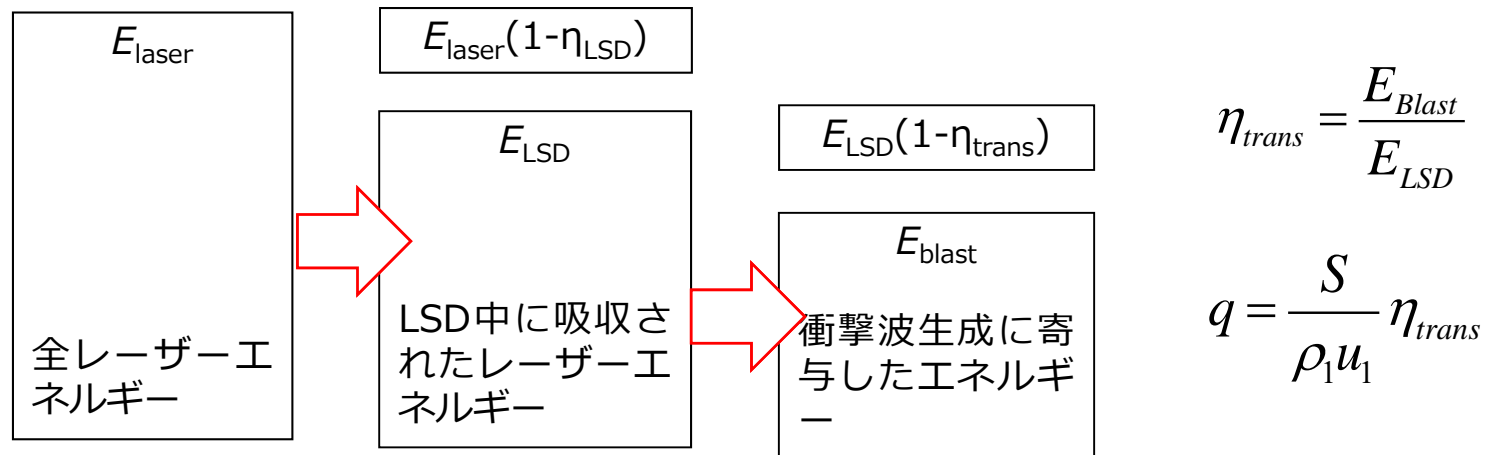 E_laser
全レーザーエ
ネルギー
E_laser(1-η_LSD)
E_LSD
LSD中に吸収さ
れたレーザーエ
ネルギー
E_LSD(1-η_trans)
E_blast
衝撃波生成に寄
与したエネルギ
ー
η_trans = E_Blast / E_LSD
q = S / ρ_1 u_1 η_trans